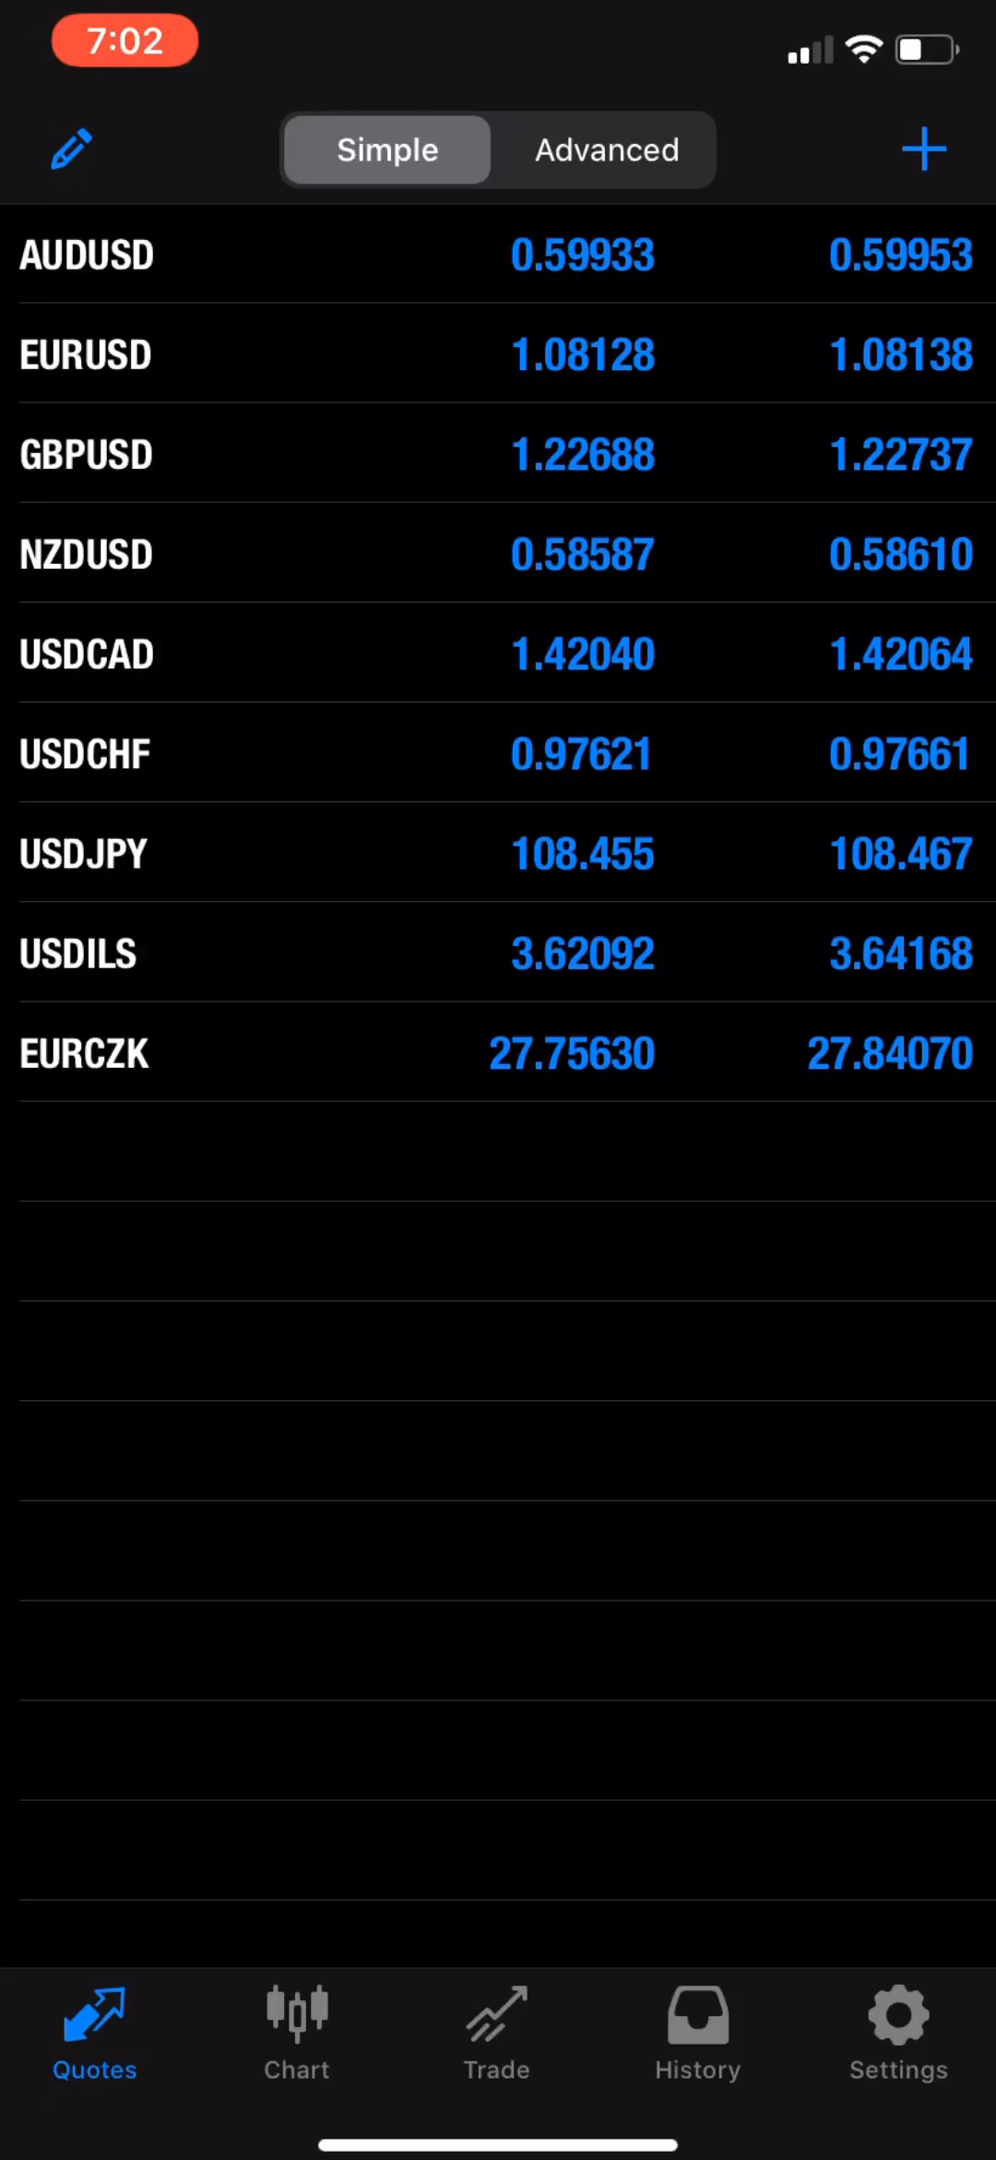 7:02
Simple Advanced
AUDUSD 0.59933 0.59953
EURUSD 1.08128 1.08138
GBPUSD 1.22688 1.22737
NZDUSD 0.58587 0.58610
USDCAD 1.42040 1.42064
USDCHF 0.97621 0.97661
USDJPY 108.455 108.467
USDILS 3.62092 3.64168
EURCZK 27.75630 27.84070
Quotes Chart Trade History Settings